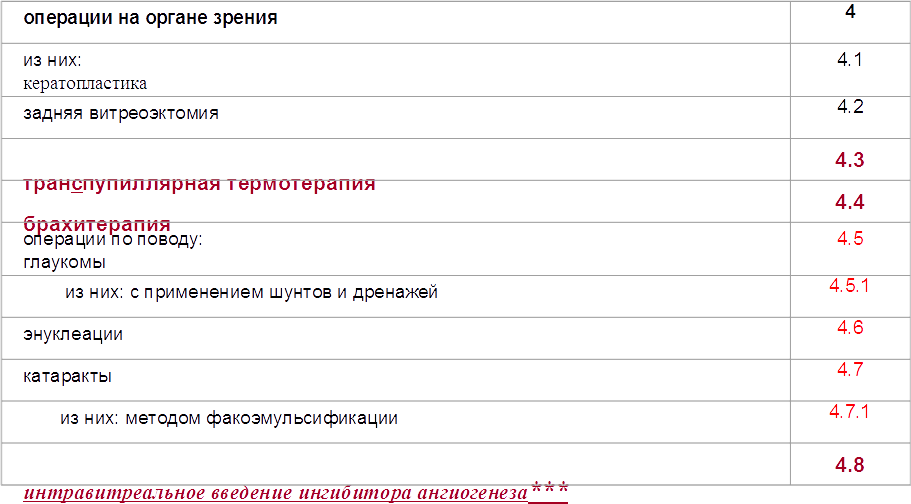 операции на органе зрения 4
из них: 4.1
кератопластика
задняя витреоэктомия 4.2
4.3
транспупиллярная термотерапия
4.4
брахитерапия
операции по поводу: 4.5
глаукомы
из них: с применением шунтов и дренажей 4.5.1
энуклеации 4.6
катаракты 4.7
из них: методом факоэмульсификации 4.7.1
4.8
интравитреальное введение ингибитора ангиогенеза***